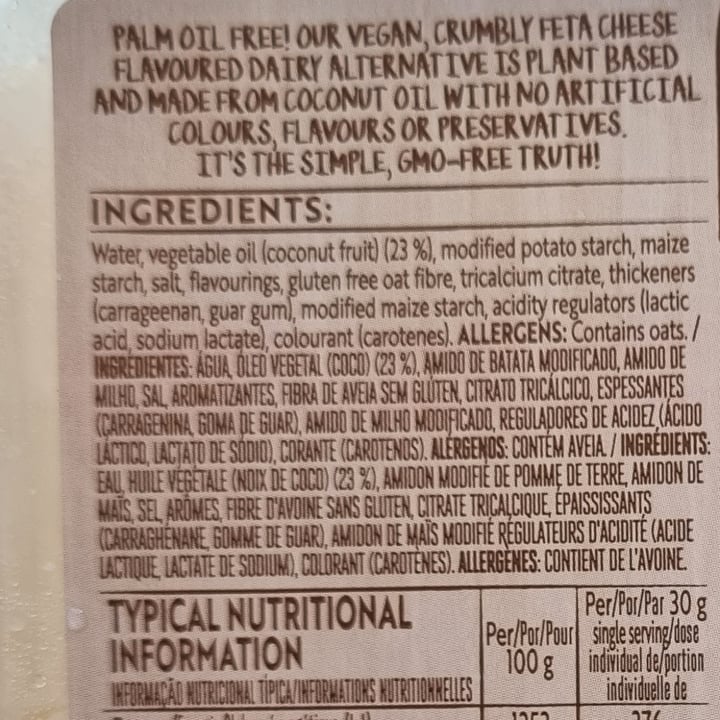 PALM OIL FREE! OUR VEGAN, CRUMBLY FETA CHEESE
FLAVOURED DAIRY ALTERNATIVE IS PLANT BASED
AND MADE FROM COCONUT OIL WITH NO ARTIFICIAL
COLOURS, FLAVOURS OR PRESERVATIVES.
IT'S THE SIMPLE, GMO-FREE TRUTH!
INGREDIENTS:
Water, vegetable oil (coconut fruit) (23 %), modified potato starch, maize
starch, salt, flavourings, gluten free oat fibre, tricalcium citrate, thickeners
(carrageenan, guar gum), modified maize starch, acidity regulators (lactic
acid, sodium lactate), colourant (carotenes). ALLERGENS: Contains oats. /
INGREDIENTES: ÁGUA, ÓLEO VEGETAL (COCO) (23 %), AMIDO DE BATATA MODIFICADO, AMIDO DE
MILHO, SAL, AROMATIZANTES, FIBRA DE AVEIA SEM GLÚTEN, CITRATO TRICÁLCICO, ESPESSANTES
(CARRAGENINA, GOMA DE GUAR), AMIDO DE MILHO MODIFICADO, REGULADORES DE ACIDEZ (ÁCIDO
LÁCTICO, LACTATO DE SÓDIO), CORANTE (CAROTENOS). ALERGENOS: CONTÉM AVEIA. / INGRÉDIENTS:
EAU, HUILE VÉGÉTALE (NOIX DE COCO) (23 %), AMIDON MODIFIÉ DE POMME DE TERRE, AMIDON DE
MAÏS, SEL, ARÔMES, FIBRE D'AVOINE SANS GLUTEN, CITRATE TRICALCIQUE, ÉPAISSISSANTS
(CARRAGHÉNANE, GOMME DE GUAR), AMIDON DE MAÏS MODIFIÉ, RÉGULATEURS D'ACIDITÉ (ACIDE
LACTIQUE, LACTATE DE SODIUM), COLORANT (CAROTÈNES). ALLERGÈNES: CONTIENT DE L'AVOINE.
TYPICAL NUTRITIONAL
INFORMATION
INFORMAÇÃO NUTRICIONAL TÍPICA/INFORMATIONS NUTRITIONNELLES
Per/Por/Pour
100 g
Per/Por/Par 30 g
single serving/dose
individual de/portion
individuelle de